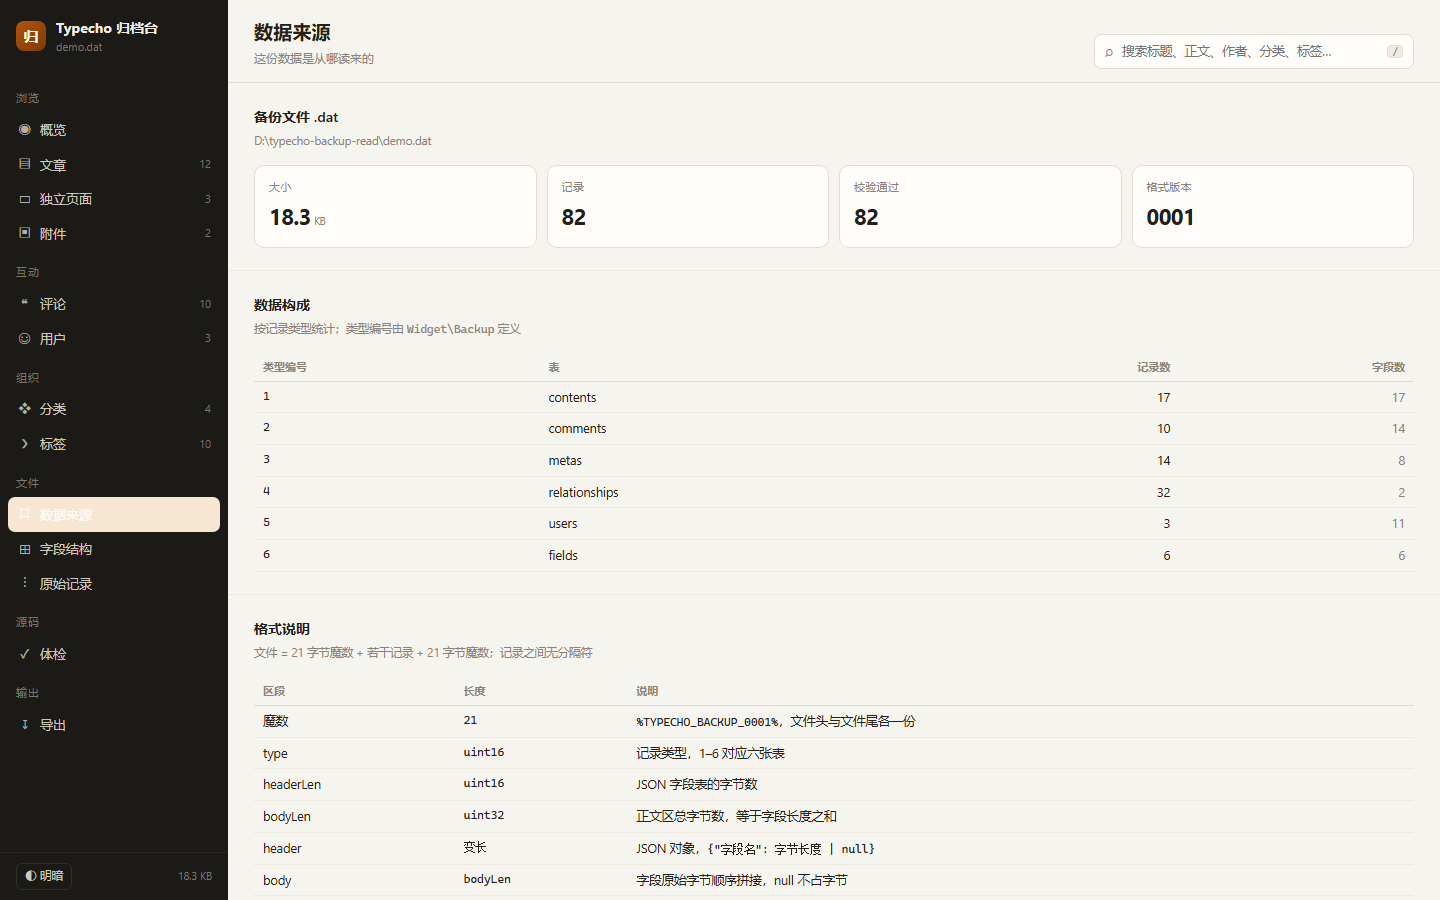 归
Typecho 归档台
demo.dat
浏览
概览
文章 12
独立页面 3
附件 2
互动
评论 10
用户 3
组织
分类 4
标签 10
文件
数据来源
字段结构
原始记录
源码
体检
输出
导出
明暗 18.3 KB
数据来源
这份数据是从哪读来的
搜索标题、正文、作者、分类、标签... /
备份文件 .dat
D:\typecho-backup-read\demo.dat
大小 记录 校验通过 格式版本
18.3 KB 82 82 0001
数据构成
按记录类型统计；类型编号由 Widget\Backup 定义
类型编号 表 记录数 字段数
1 contents 17 17
2 comments 10 14
3 metas 14 8
4 relationships 32 2
5 users 3 11
6 fields 6 6
格式说明
文件 = 21 字节魔数 + 若干记录 + 21 字节魔数；记录之间无分隔符
区段 长度 说明
魔数 21 %TYPECHO_BACKUP_0001%，文件头与文件尾各一份
type uint16 记录类型，1–6 对应六张表
headerLen uint16 JSON 字段表的字节数
bodyLen uint32 正文区总字节数，等于字段长度之和
header 变长 JSON 对象，{"字段名": 字节长度 | null}
body bodyLen 字段原始字节顺序拼接，null 不占字节